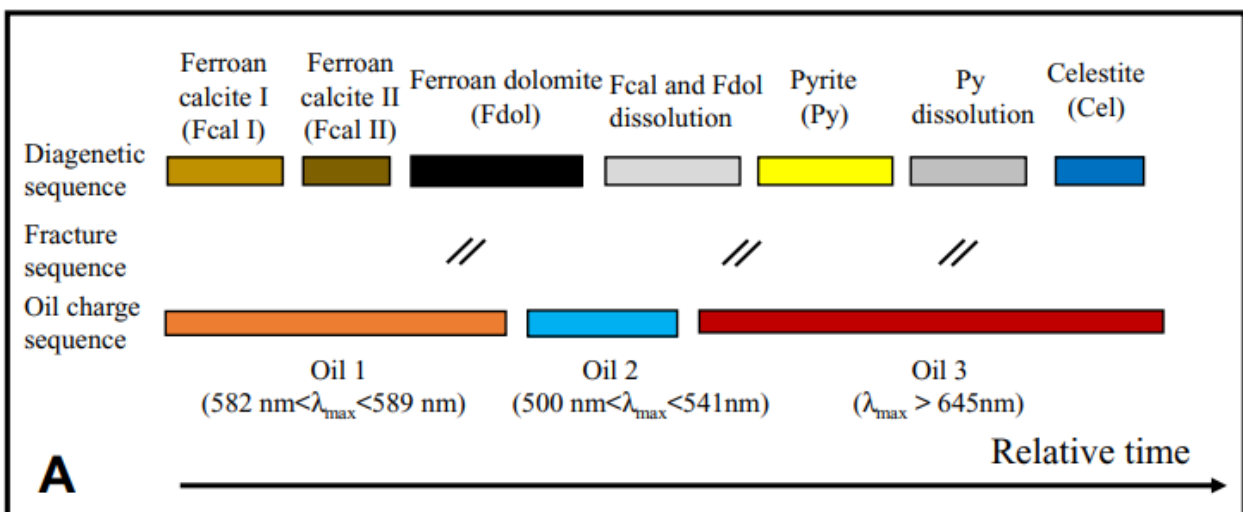 Ferroan
calcite I
(Fcal I)
Ferroan
calcite II
(Fcal II)
Ferroan dolomite
(Fdol)
Fcal and Fdol
dissolution
Pyrite
(Py)
Py
dissolution
Celestite
(Cel)
Diagenetic
sequence
Fracture
sequence
Oil charge
sequence
Oil 1
(582 nm<λmax<589 nm)
Oil 2
(500 nm<λmax<541nm)
Oil 3
(λmax > 645nm)
Relative time
A